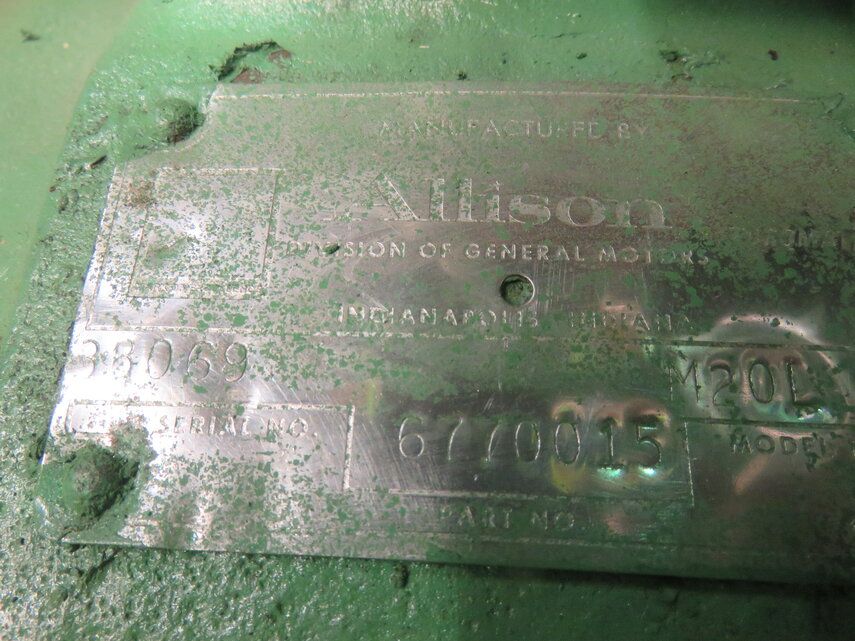 MANUFACTURED BY
Allison
DIVISION OF GENERAL MOTORS
INDIANAPOLIS INDIANA
38069 M20L
SERIAL NO. 6770015 MODEL
PART NO